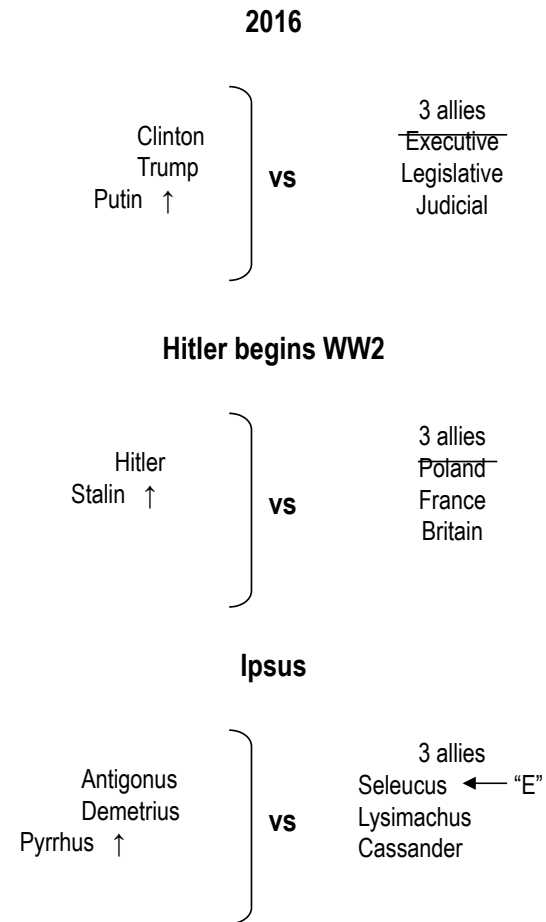 2016
3 allies
Clinton
Executive
Trump
vs
Legislative
Putin ↑
Judicial
Hitler begins WW2
3 allies
Hitler
Poland
Stalin ↑
vs
France
Britain
Ipsus
3 allies
Antigonus
Seleucus ← “E”
Demetrius
vs
Lysimachus
Pyrrhus ↑
Cassander